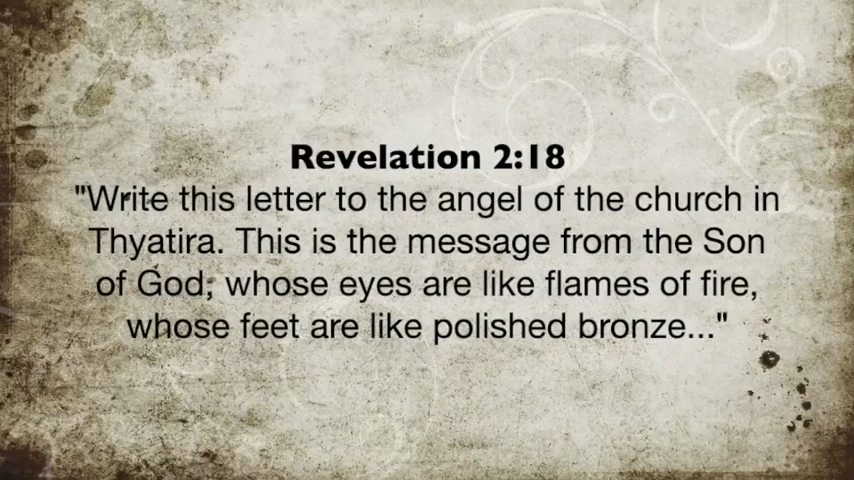 Revelation 2:18
"Write this letter to the angel of the church in
Thyatira. This is the message from the Son
of God, whose eyes are like flames of fire,
whose feet are like polished bronze..."